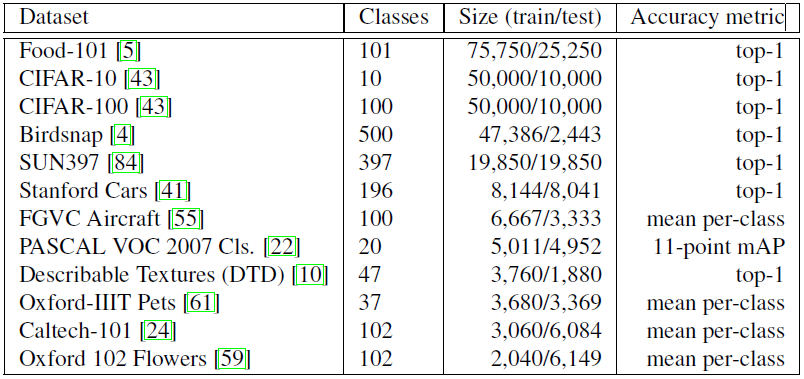 Dataset Classes Size (train/test) Accuracy metric
Food-101 [5] 101 75,750/25,250 top-1
CIFAR-10 [43] 10 50,000/10,000 top-1
CIFAR-100 [43] 100 50,000/10,000 top-1
Birdsnap [4] 500 47,386/2,443 top-1
SUN397 [84] 397 19,850/19,850 top-1
Stanford Cars [41] 196 8,144/8,041 top-1
FGVC Aircraft [55] 100 6,667/3,333 mean per-class
PASCAL VOC 2007 Cls. [22] 20 5,011/4,952 11-point mAP
Describable Textures (DTD) [10] 47 3,760/1,880 top-1
Oxford-IIIT Pets [61] 37 3,680/3,369 mean per-class
Caltech-101 [24] 102 3,060/6,084 mean per-class
Oxford 102 Flowers [59] 102 2,040/6,149 mean per-class